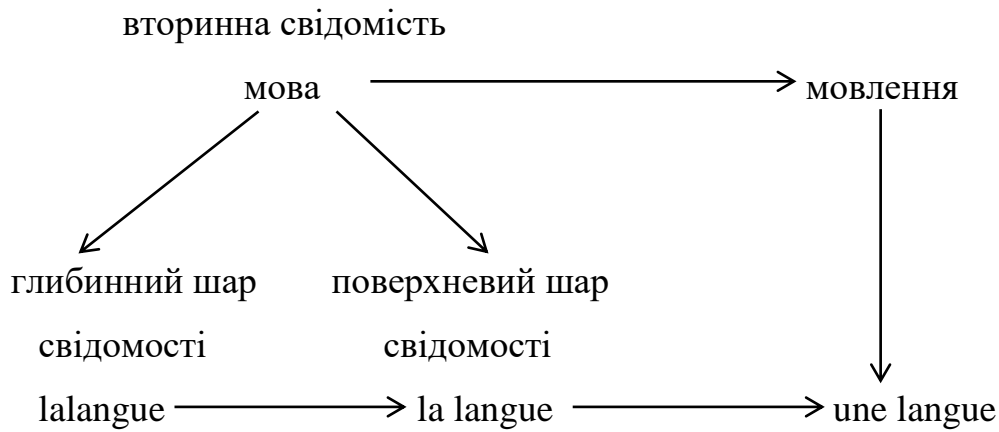 вторинна свідомість
мова мовлення
глибинний шар поверхневий шар
свідомості свідомості
lalangue la langue une langue